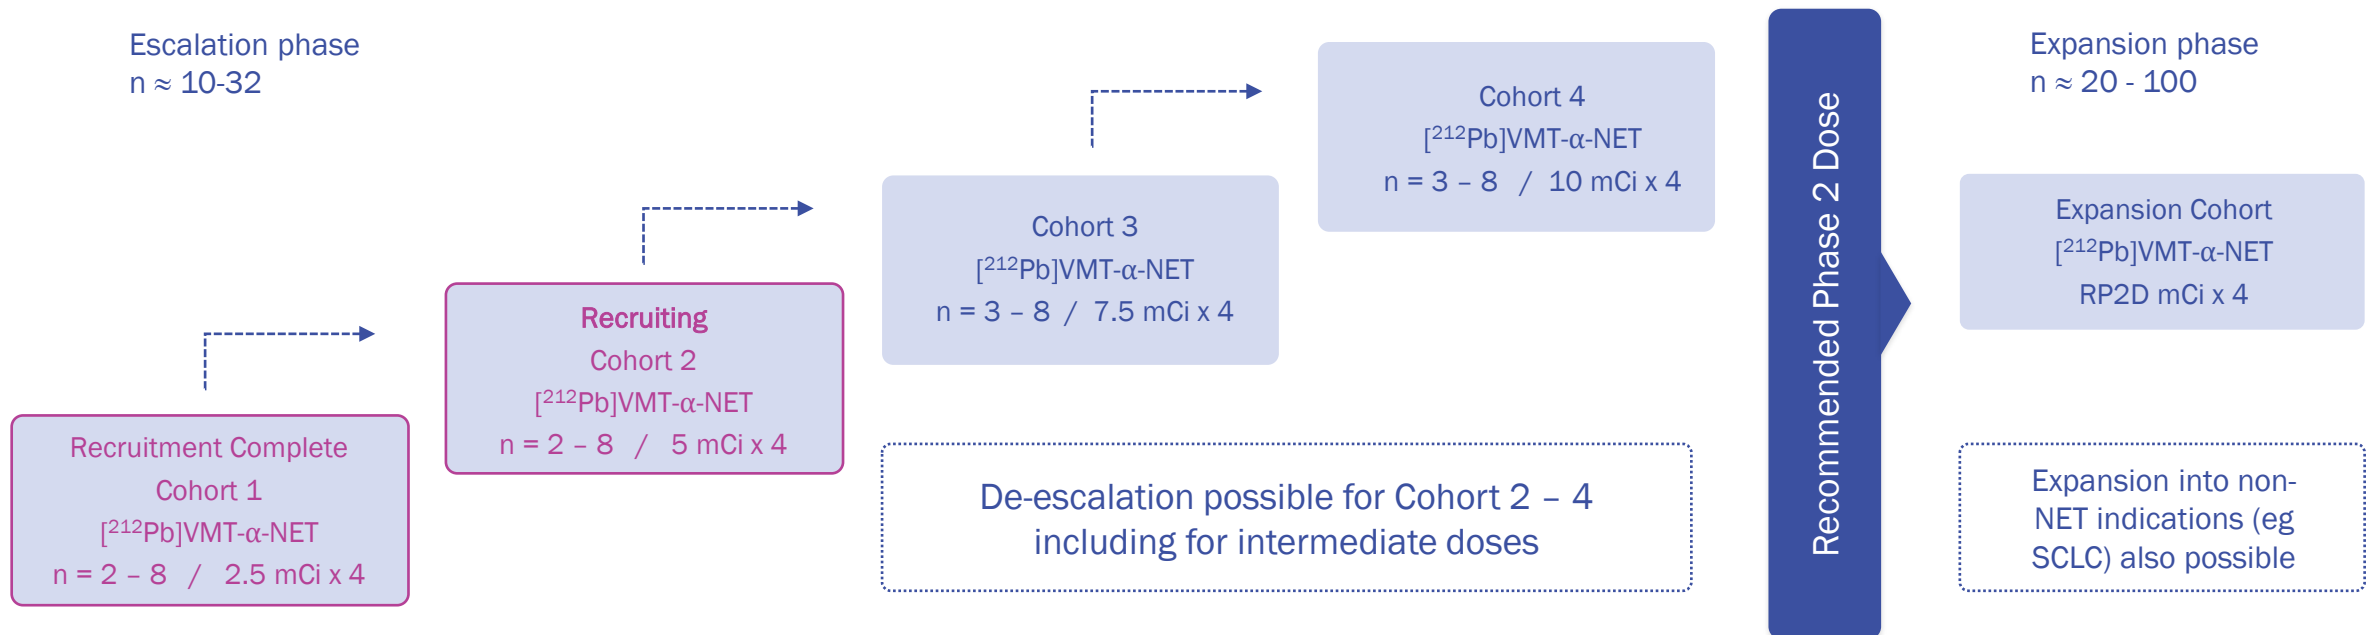 Escalation phase
n ≈ 10-32
Recruitment Complete
Cohort 1
[²¹²Pb]VMT-α-NET
n = 2 – 8 / 2.5 mCi x 4
Recruiting
Cohort 2
[²¹²Pb]VMT-α-NET
n = 2 – 8 / 5 mCi x 4
Cohort 3
[²¹²Pb]VMT-α-NET
n = 3 – 8 / 7.5 mCi x 4
Cohort 4
[²¹²Pb]VMT-α-NET
n = 3 – 8 / 10 mCi x 4
De-escalation possible for Cohort 2 – 4
including for intermediate doses
Recommended Phase 2 Dose
Expansion phase
n ≈ 20 - 100
Expansion Cohort
[²¹²Pb]VMT-α-NET
RP2D mCi x 4
Expansion into non-
NET indications (eg
SCLC) also possible